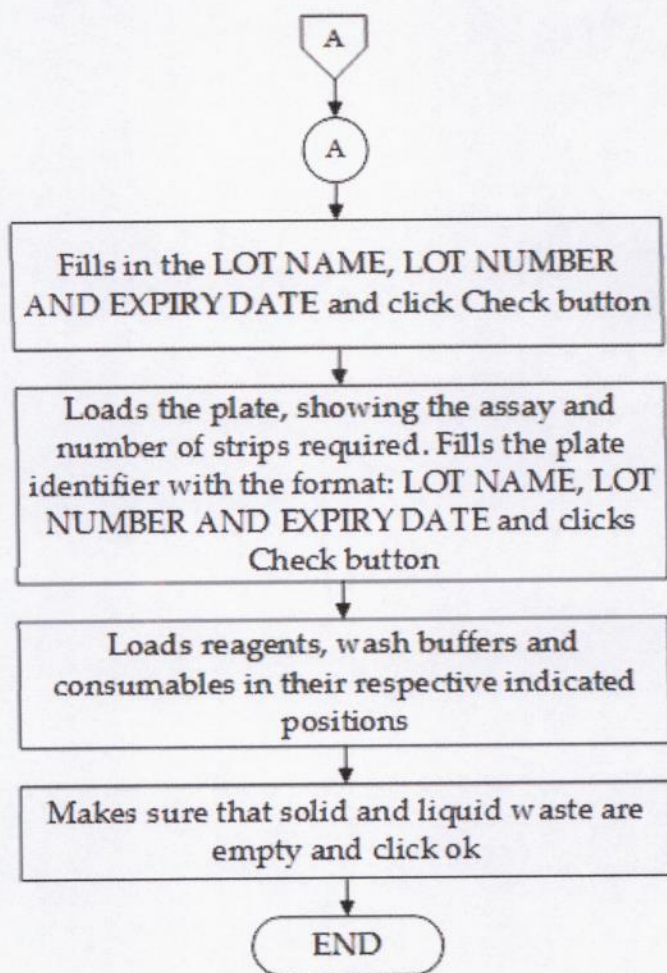 A
A
Fills in the LOT NAME, LOT NUMBER
AND EXPIRY DATE and click Check button
Loads the plate, showing the assay and
number of strips required. Fills the plate
identifier with the format: LOT NAME, LOT
NUMBER AND EXPIRY DATE and clicks
Check button
Loads reagents, wash buffers and
consumables in their respective indicated
positions
Makes sure that solid and liquid waste are
empty and click ok
END